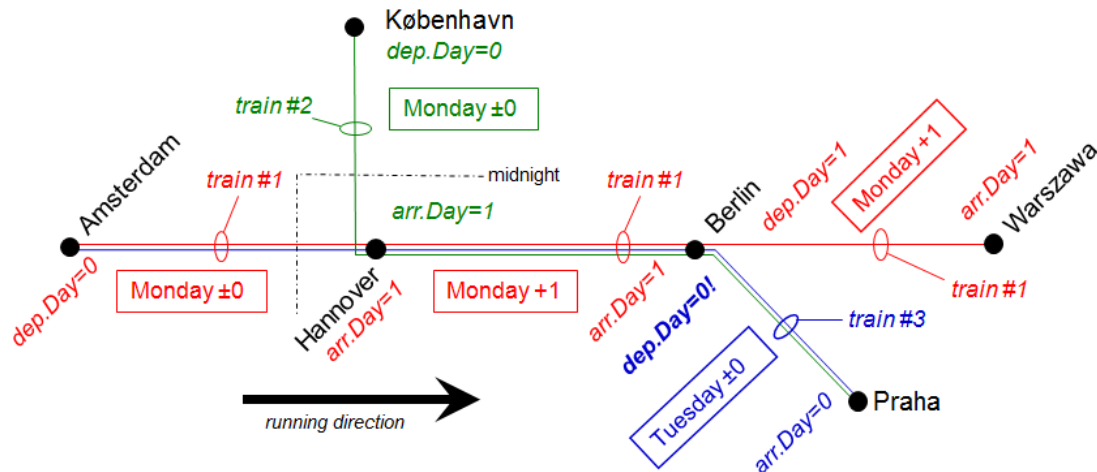 København
dep.Day=0
train #2
Monday ±0
Amsterdam
train #1
midnight
arr.Day=1
train #1
Berlin
dep.Day=1
Monday +1
arr.Day=1
Warszawa
dep.Day=0
Monday ±0
Hannover
arr.Day=1
Monday +1
arr.Day=1
dep.Day=0!
train #1
train #3
Tuesday ±0
arr.Day=0
Praha
running direction